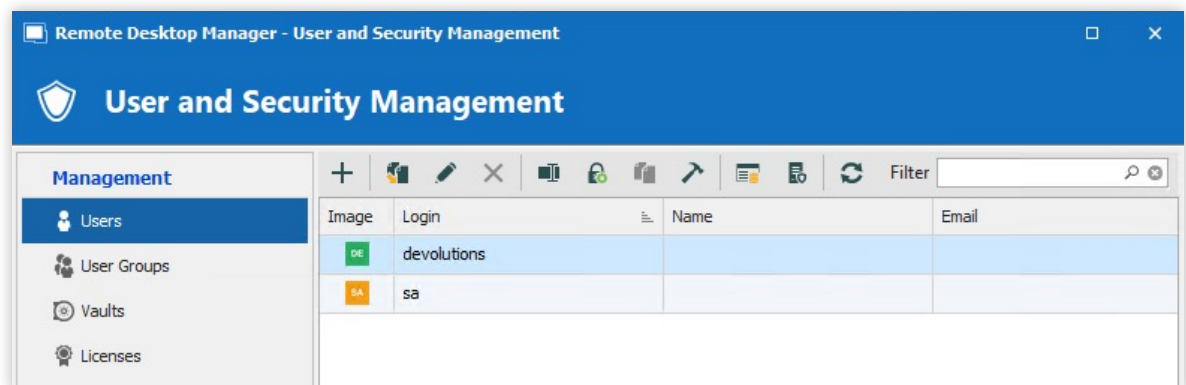 Remote Desktop Manager - User and Security Management
User and Security Management
Management
Users
User Groups
Vaults
Licenses
Filter
Image Login Name Email
DE devolutions
SA sa